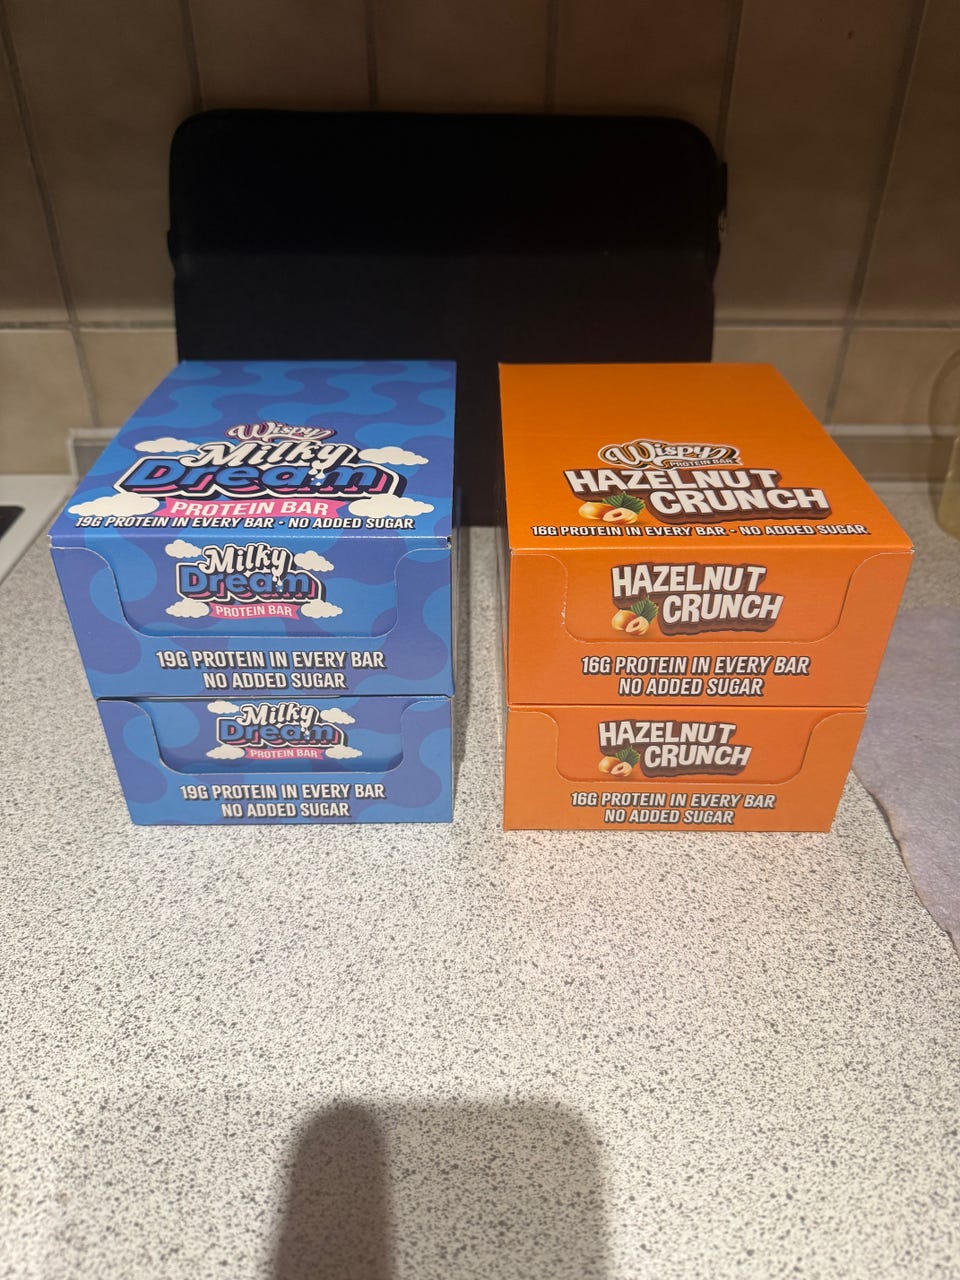 Wispy
Milky
Dream
PROTEIN BAR
19G PROTEIN IN EVERY BAR • NO ADDED SUGAR
Milky
Dream
PROTEIN BAR
19G PROTEIN IN EVERY BAR
NO ADDED SUGAR
Milky
Dream
PROTEIN BAR
19G PROTEIN IN EVERY BAR
NO ADDED SUGAR
Wispy
PROTEIN BAR
HAZELNUT
CRUNCH
16G PROTEIN IN EVERY BAR • NO ADDED SUGAR
HAZELNUT
CRUNCH
16G PROTEIN IN EVERY BAR
NO ADDED SUGAR
HAZELNUT
CRUNCH
16G PROTEIN IN EVERY BAR
NO ADDED SUGAR